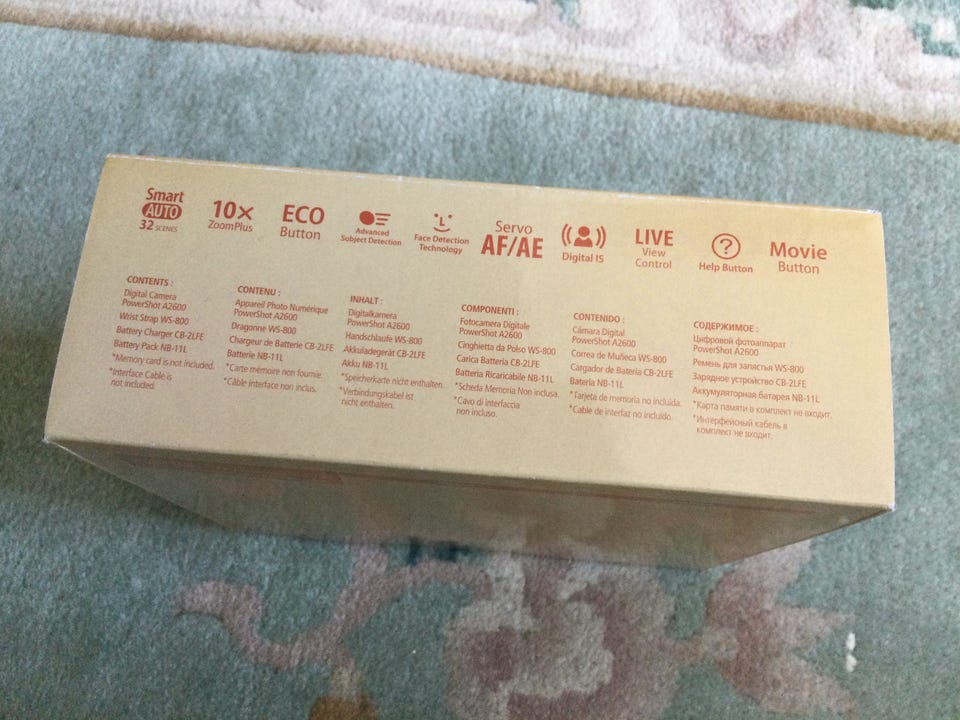 Smart
AUTO
32 SCENES
10x
ZoomPlus
ECO
Button
Advanced
Subject Detection
Face Detection
Technology
Servo
AF/AE
Digital IS
LIVE
View
Control
?
Help Button
Movie
Button
CONTENTS :
Digital Camera
PowerShot A2600
Wrist Strap WS-800
Battery Charger CB-2LFE
Battery Pack NB-11L
*Memory card is not included.
*Interface Cable is
not included.
CONTENU :
Appareil Photo Numérique
PowerShot A2600
Dragonne WS-800
Chargeur de Batterie CB-2LFE
Batterie NB-11L
*Carte mémoire non fournie.
*Câble interface non inclus.
INHALT :
Digitalkamera
PowerShot A2600
Handschlaufe WS-800
Akkuladegerät CB-2LFE
Akku NB-11L
*Speicherkarte nicht enthalten.
*Verbindungskabel ist
nicht enthalten.
COMPONENTI :
Fotocamera Digitale
PowerShot A2600
Cinghietta da Polso WS-800
Carica Batteria CB-2LFE
Batteria Ricaricabile NB-11L
*Scheda Memoria Non inclusa.
*Cavo di interfaccia
non incluso.
CONTENIDO :
Cámara Digital
PowerShot A2600
Correa de Muñeca WS-800
Cargador de Batería CB-2LFE
Batería NB-11L
*Tarjeta de memoria no incluida.
*Cable de interfaz no incluido.
СОДЕРЖИМОЕ :
Цифровой фотоаппарат
PowerShot A2600
Ремень для запястья WS-800
Зарядное устройство CB-2LFE
Аккумуляторная батарея NB-11L
*Карта памяти в комплект не входит.
*Интерфейсный кабель в
комплект не входит.